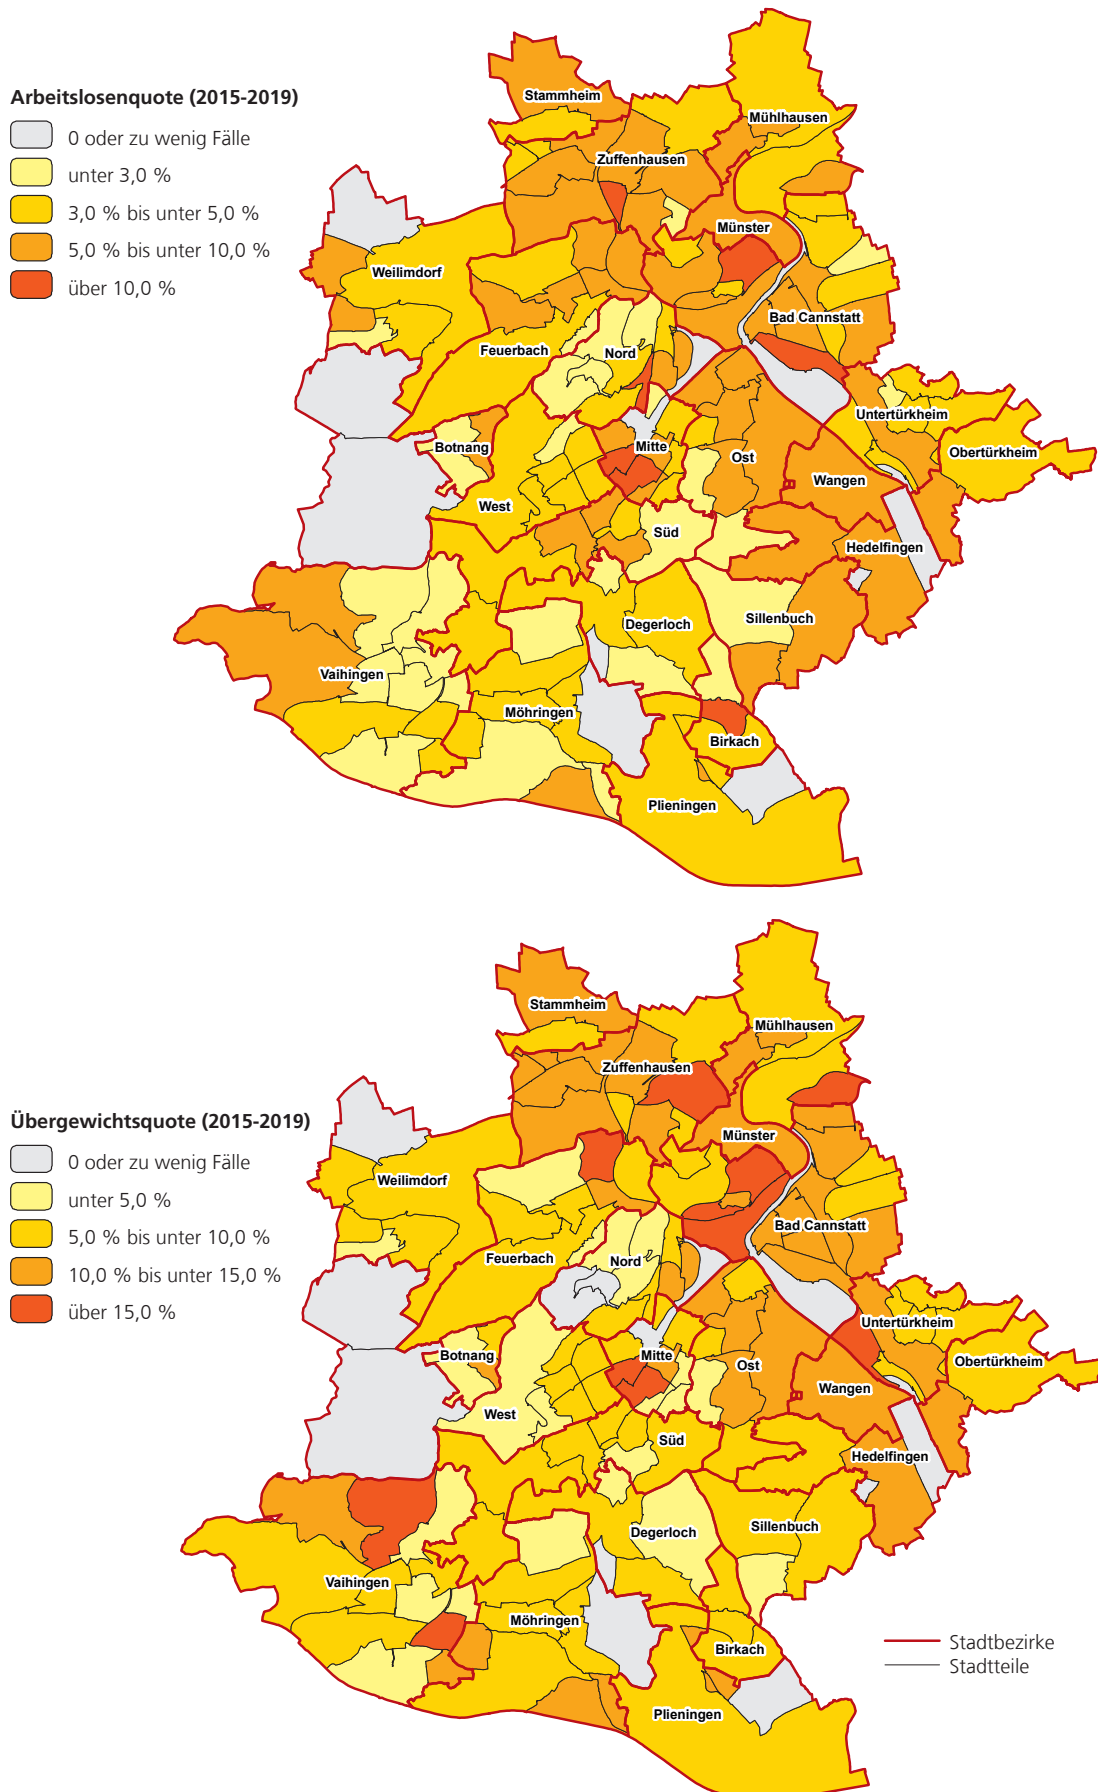 Arbeitslosenquote (2015-2019)
0 oder zu wenig Fälle
unter 3,0 %
3,0 % bis unter 5,0 %
5,0 % bis unter 10,0 %
über 10,0 %
Stammheim
Mühlhausen
Zuffenhausen
Münster
Weilimdorf
Bad Cannstatt
Feuerbach
Nord
Untertürkheim
Botnang
Mitte
Ost
Obertürkheim
Wangen
West
Süd
Hedelfingen
Degerloch
Sillenbuch
Vaihingen
Möhringen
Birkach
Plieningen
Übergewichtsquote (2015-2019)
0 oder zu wenig Fälle
unter 5,0 %
5,0 % bis unter 10,0 %
10,0 % bis unter 15,0 %
über 15,0 %
Stammheim
Mühlhausen
Zuffenhausen
Münster
Weilimdorf
Bad Cannstatt
Feuerbach
Nord
Untertürkheim
Botnang
Mitte
Ost
Obertürkheim
Wangen
West
Süd
Hedelfingen
Degerloch
Sillenbuch
Vaihingen
Möhringen
Birkach
Plieningen
Stadtbezirke
Stadtteile